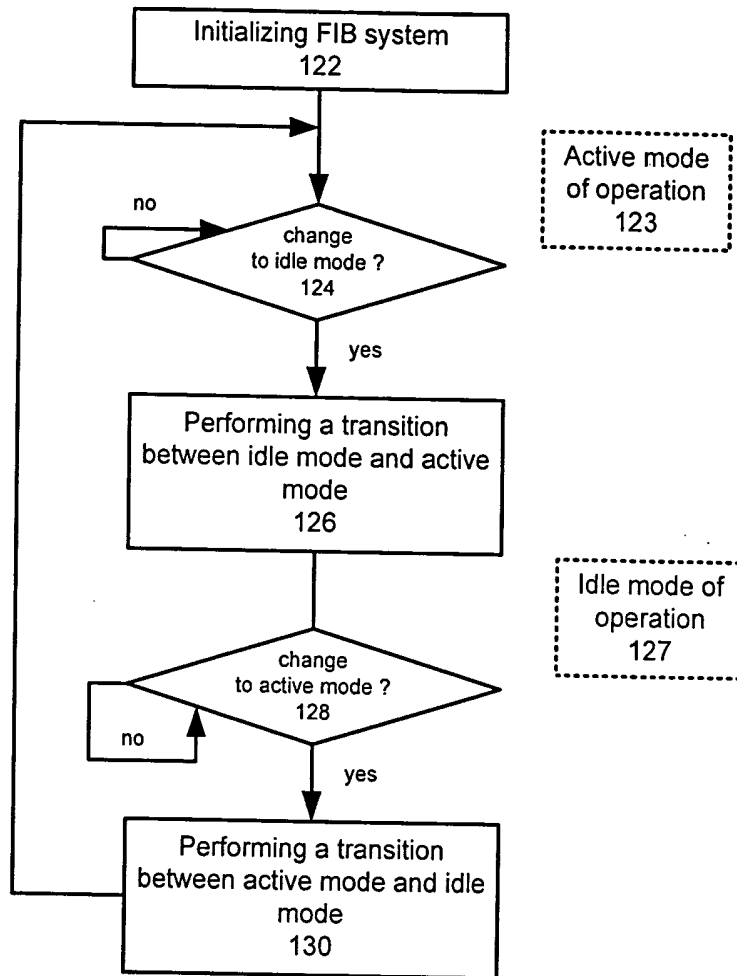 Initializing FIB system
122
Active mode
of operation
123
no
change
to idle mode ?
124
yes
Performing a transition
between idle mode and active
mode
126
Idle mode of
operation
127
change
to active mode ?
128
no
yes
Performing a transition
between active mode and idle
mode
130